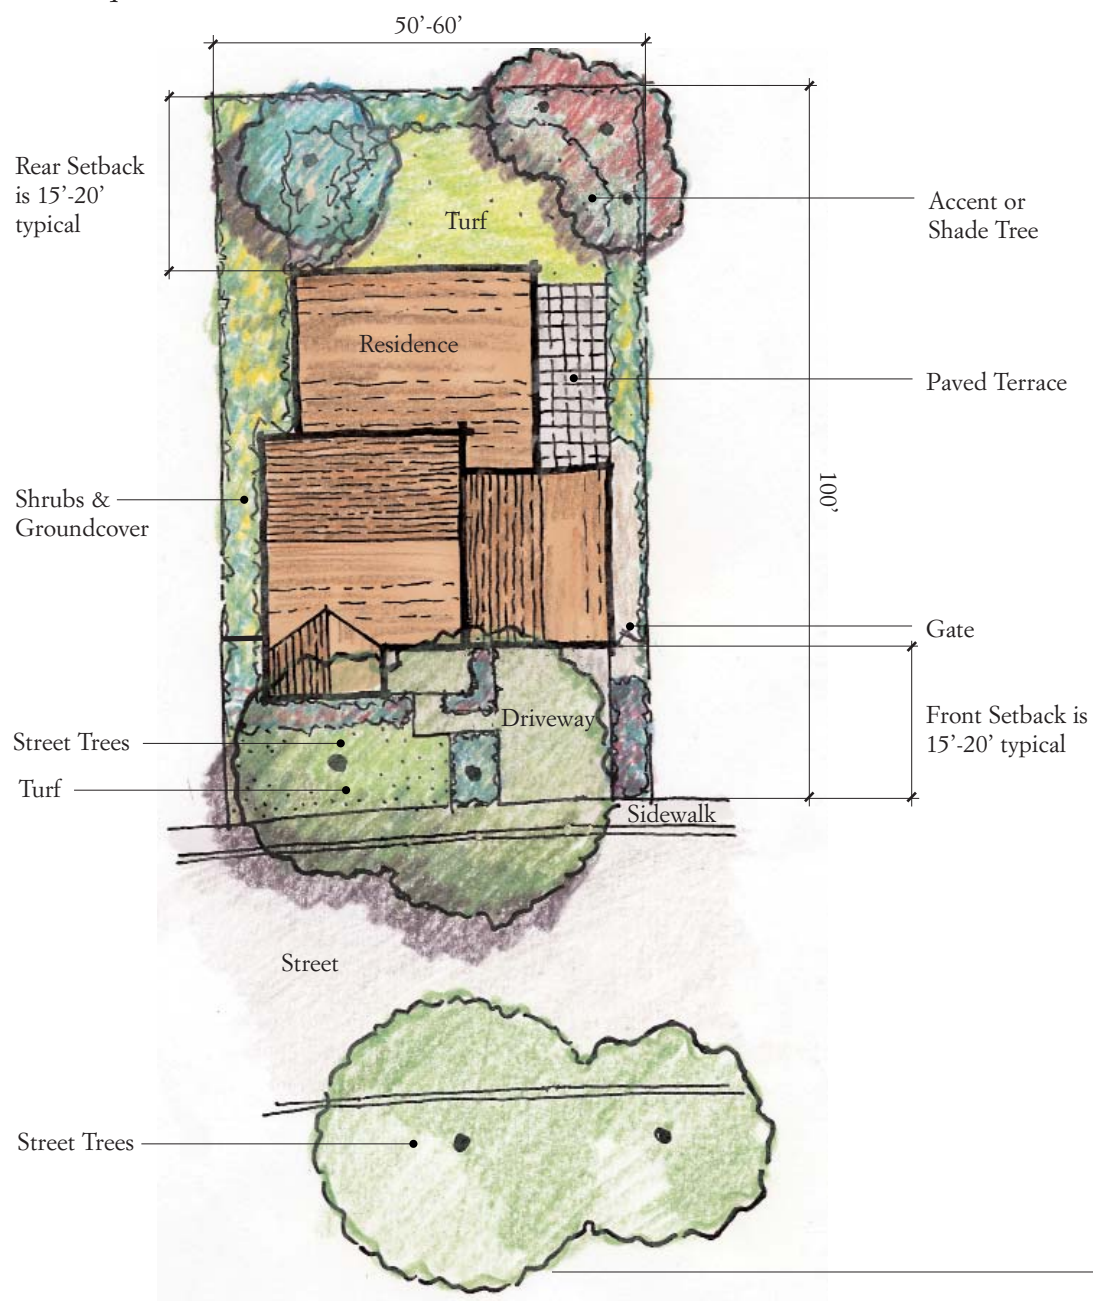 50'-60'
Rear Setback
is 15'-20'
typical
Turf
Accent or
Shade Tree
Residence
Paved Terrace
100'
Shrubs &
Groundcover
Gate
Driveway
Front Setback is
15'-20' typical
Street Trees
Turf
Sidewalk
Street
Street Trees